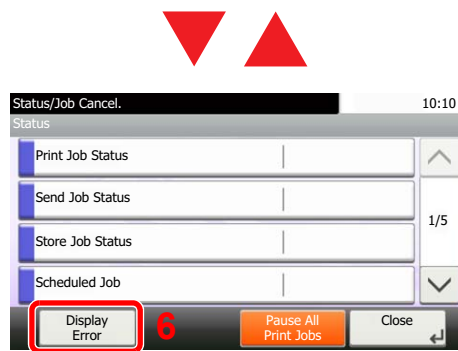 Status/Job Cancel. 10:10
Status
Print Job Status
Send Job Status
1/5
Store Job Status
Scheduled Job
Display
Error
6
Pause All
Print Jobs
Close